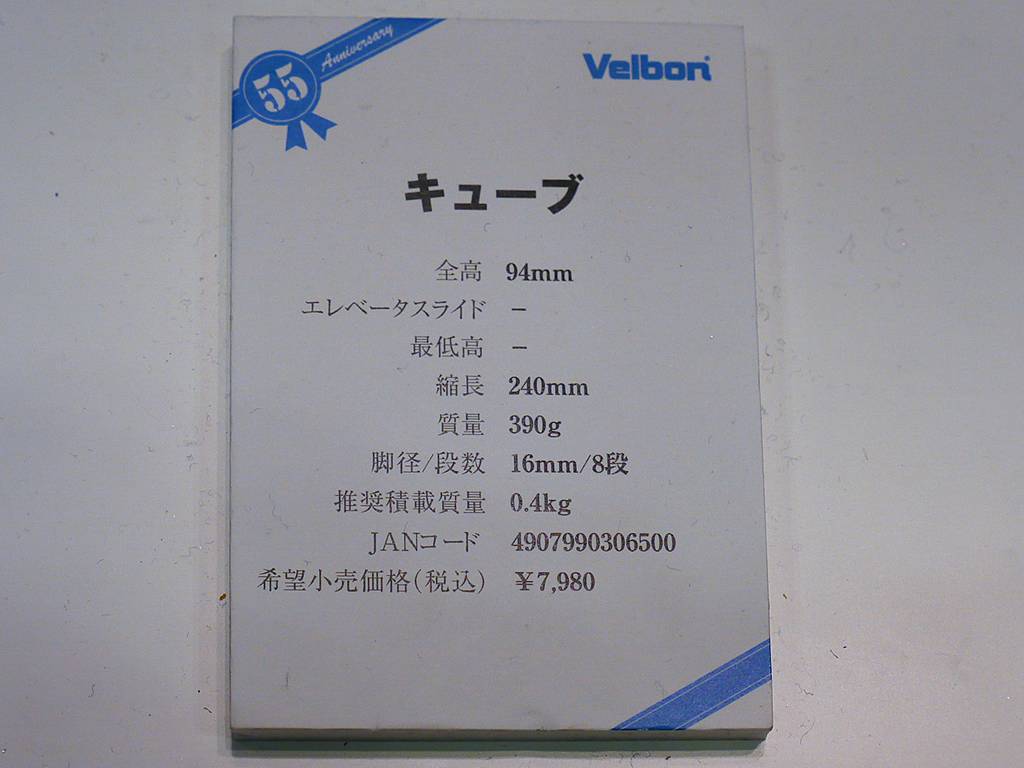 55 Anniversary
Velbon
キューブ
全高 94mm
エレベータスライド －
最低高 －
縮長 240mm
質量 390g
脚径/段数 16mm/8段
推奨積載質量 0.4kg
JANコード 4907990306500
希望小売価格(税込) ￥7,980